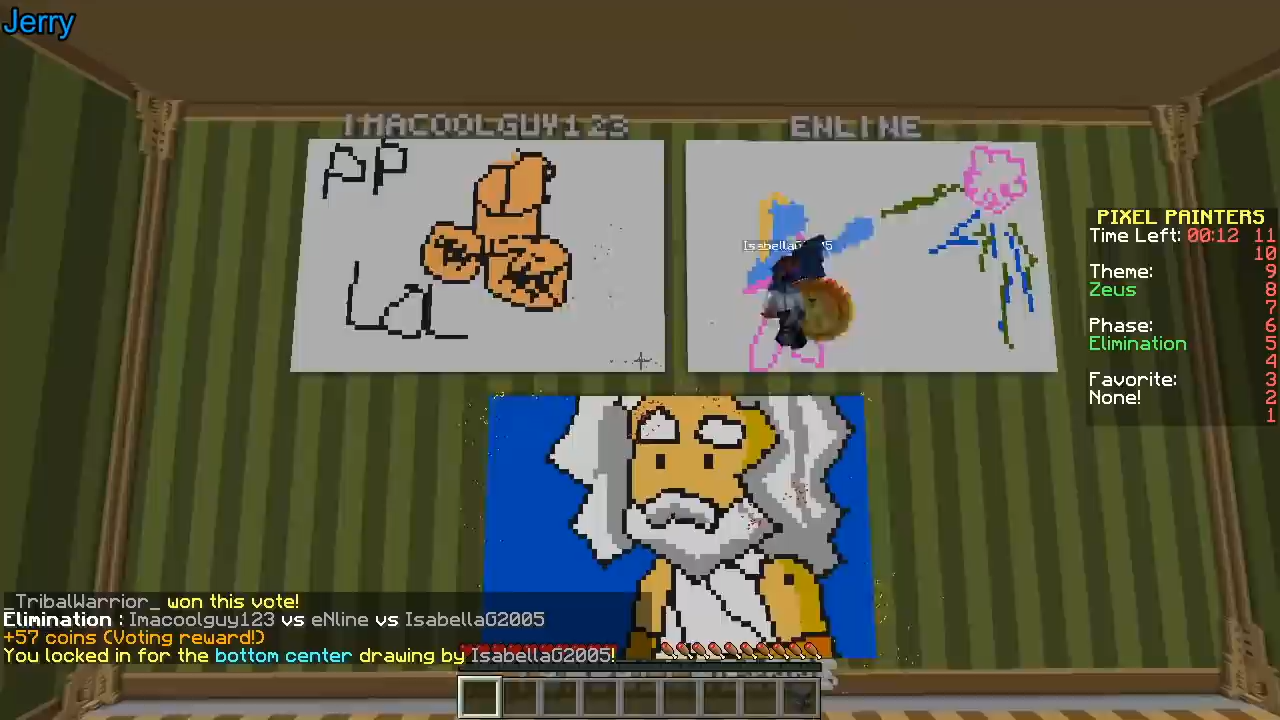 Jerry
IMACOOLGUY123
ENLINE
PP
Lol
IsabellaG2005
PIXEL PAINTERS
Time Left: 00:12 11
10
Theme: 9
Zeus 8
7
Phase: 6
Elimination 5
4
Favorite: 3
None! 2
1
_TribalWarrior_ won this vote!
Elimination : Imacoolguy123 vs eNline vs IsabellaG2005
+57 coins (Voting reward!)
You locked in for the bottom center drawing by IsabellaG2005!